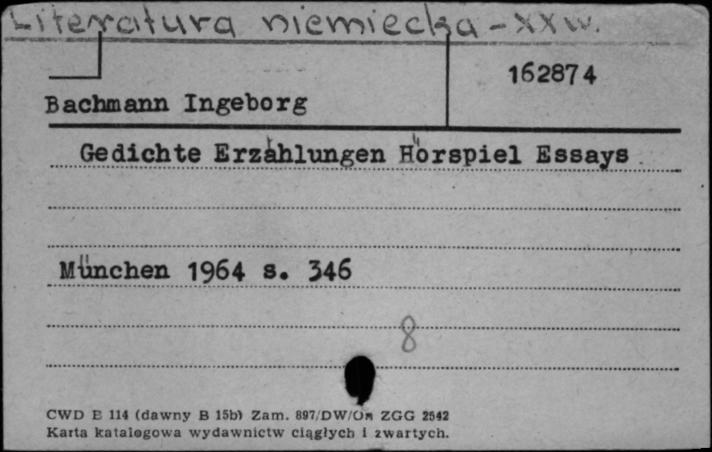 Literatura niemiecka - XX w.
162874
Bachmann Ingeborg
Gedichte Erzählungen Hörspiel Essays
München 1964 s. 346
8
CWD E 114 (dawny B 15b) Zam. 897/DW/Om ZGG 2542
Karta katalogowa wydawnictw ciągłych i zwartych.